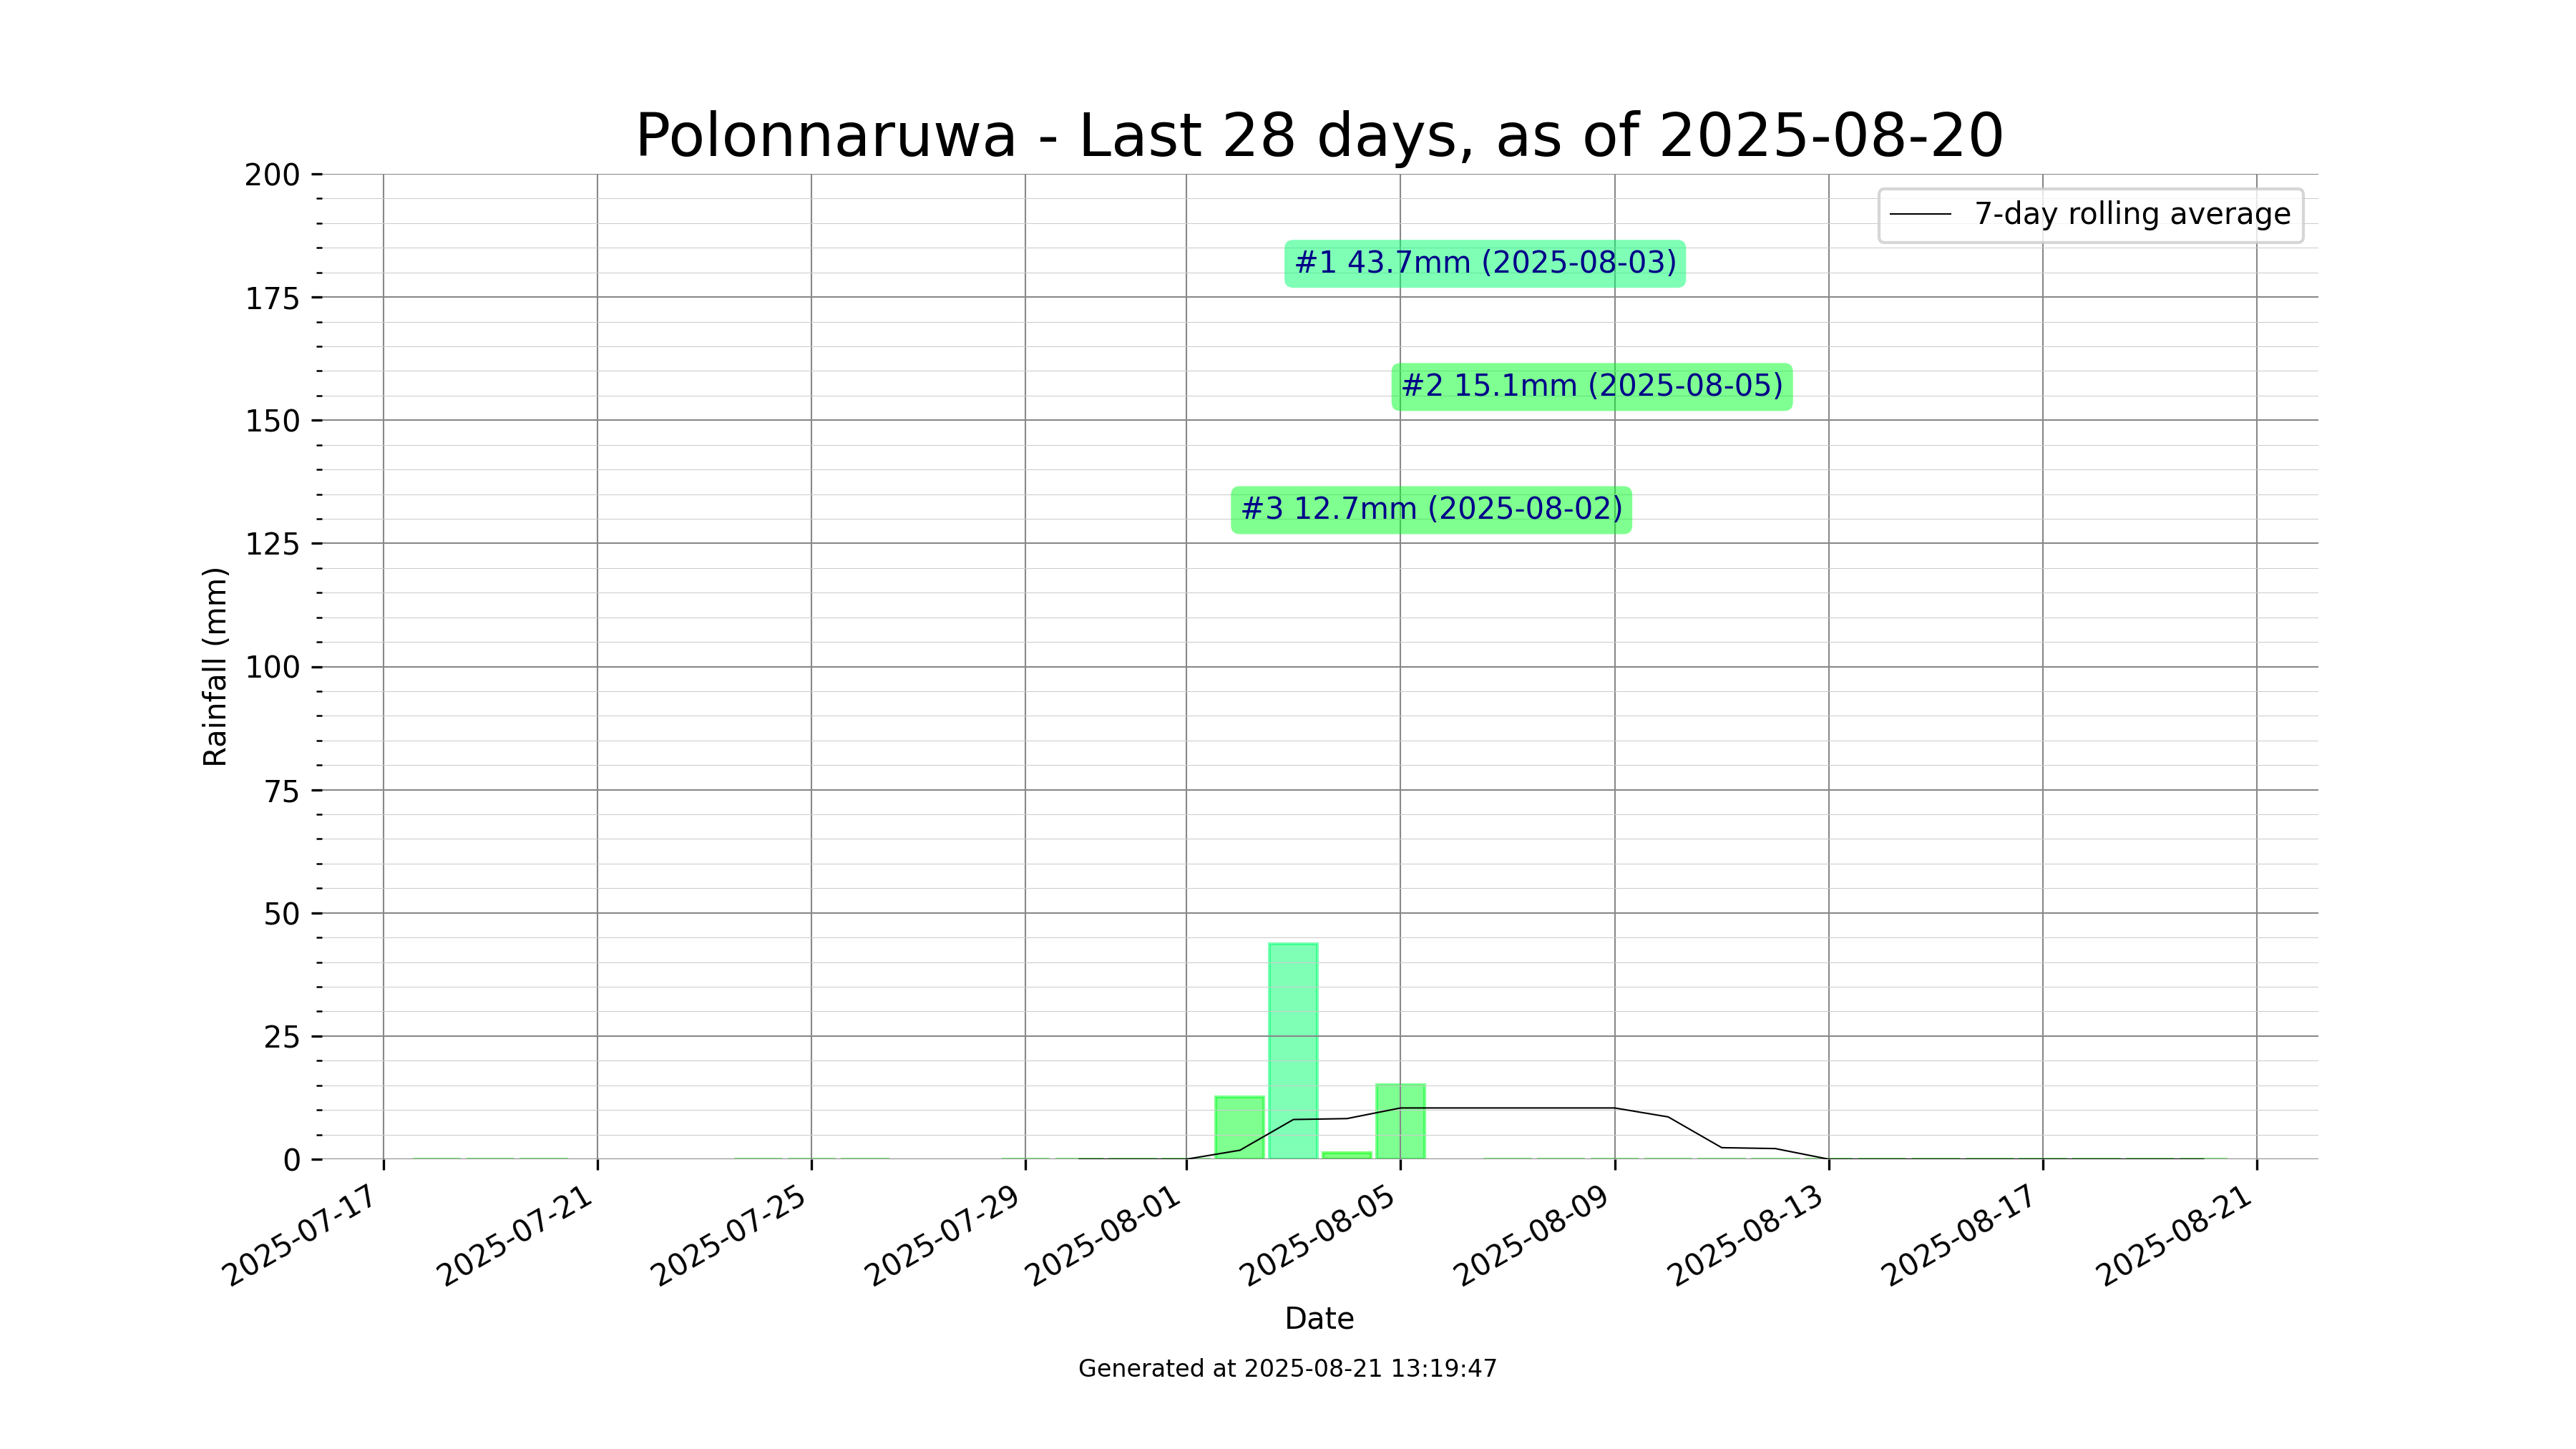 Polonnaruwa - Last 28 days, as of 2025-08-20
200
175
150
125
100
75
50
25
0
Rainfall (mm)
7-day rolling average
#1 43.7mm (2025-08-03)
#2 15.1mm (2025-08-05)
#3 12.7mm (2025-08-02)
2025-07-17
2025-07-21
2025-07-25
2025-07-29
2025-08-01
2025-08-05
2025-08-09
2025-08-13
2025-08-17
2025-08-21
Date
Generated at 2025-08-21 13:19:47